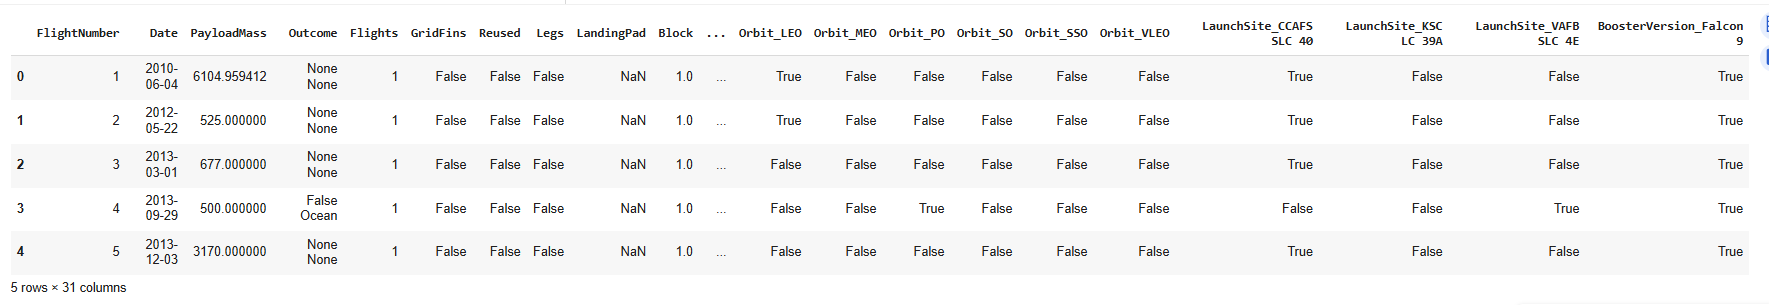 FlightNumber Date PayloadMass Outcome Flights GridFins Reused Legs LandingPad Block ... Orbit_LEO Orbit_MEO Orbit_PO Orbit_SO Orbit_SSO Orbit_VLEO LaunchSite_CCAFS SLC 40 LaunchSite_KSC LC 39A LaunchSite_VAFB SLC 4E BoosterVersion_Falcon 9
0 1 2010-06-04 6104.959412 None None 1 False False False NaN 1.0 ... True False False False False False True False False True
1 2 2012-05-22 525.000000 None None 1 False False False NaN 1.0 ... True False False False False False True False False True
2 3 2013-03-01 677.000000 None None 1 False False False NaN 1.0 ... False False False False False False True False False True
3 4 2013-09-29 500.000000 False Ocean 1 False False False NaN 1.0 ... False False True False False False False False True True
4 5 2013-12-03 3170.000000 None None 1 False False False NaN 1.0 ... False False False False False False True False False True
5 rows × 31 columns